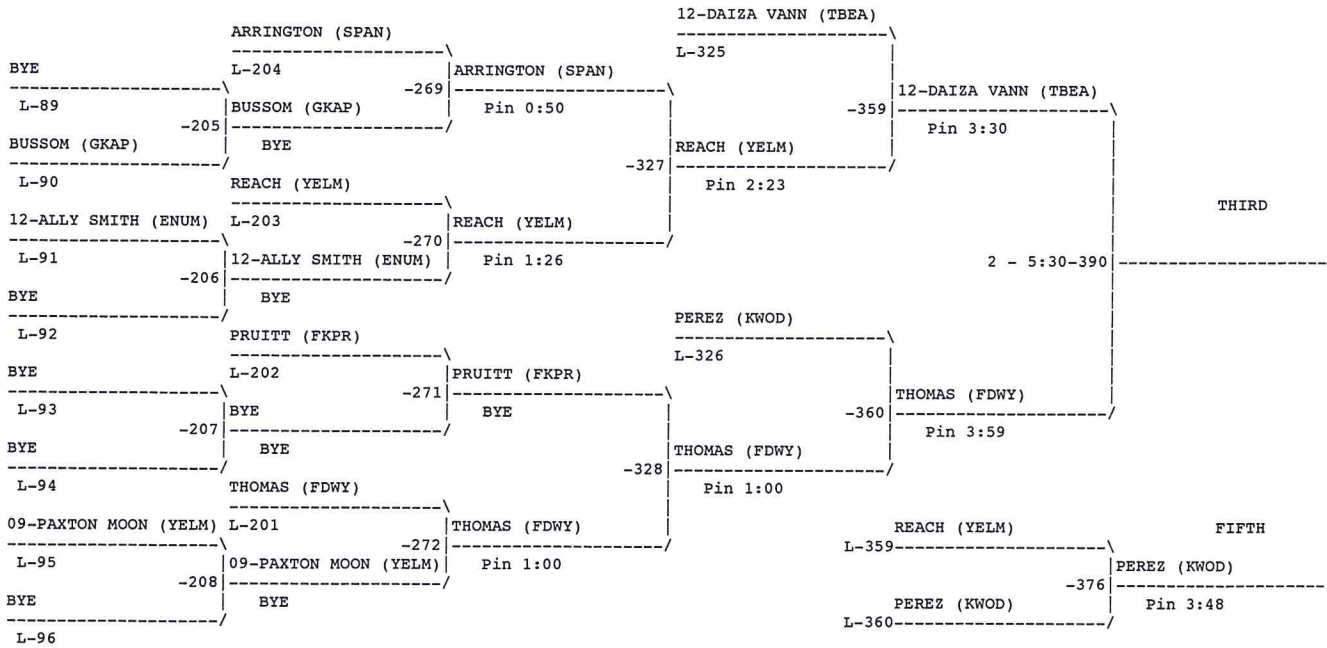 12-DAIZA VANN (TBEA)
ARRINGTON (SPAN)
L-325
BYE
L-204
ARRINGTON (SPAN)
12-DAIZA VANN (TBEA)
-269
L-89
BUSSOM (GKAP)
Pin 0:50
-359
Pin 3:30
-205
BUSSOM (GKAP)
BYE
REACH (YELM)
-327
L-90
REACH (YELM)
Pin 2:23
THIRD
12-ALLY SMITH (ENUM)
L-203
REACH (YELM)
-270
L-91
12-ALLY SMITH (ENUM)
Pin 1:26
2 - 5:30-390
-206
BYE
BYE
PEREZ (KWOD)
L-92
PRUITT (FKPR)
L-326
BYE
L-202
PRUITT (FKPR)
-271
THOMAS (FDWY)
L-93
BYE
BYE
-360
-207
Pin 3:59
BYE
BYE
THOMAS (FDWY)
-328
L-94
THOMAS (FDWY)
Pin 1:00
09-PAXTON MOON (YELM)
L-201
THOMAS (FDWY)
REACH (YELM)
FIFTH
-272
L-359
L-95
09-PAXTON MOON (YELM)
Pin 1:00
PEREZ (KWOD)
-208
-376
BYE
BYE
PEREZ (KWOD)
Pin 3:48
L-360
L-96